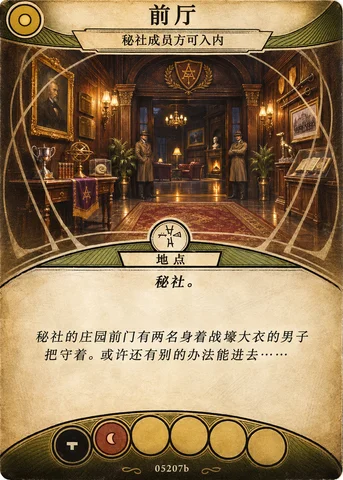 前厅
秘社成员方可入内
地点
秘社。
秘社的庄园前门有两名身着战壕大衣的男子
把守着。或许还有别的办法能进去……
05207b